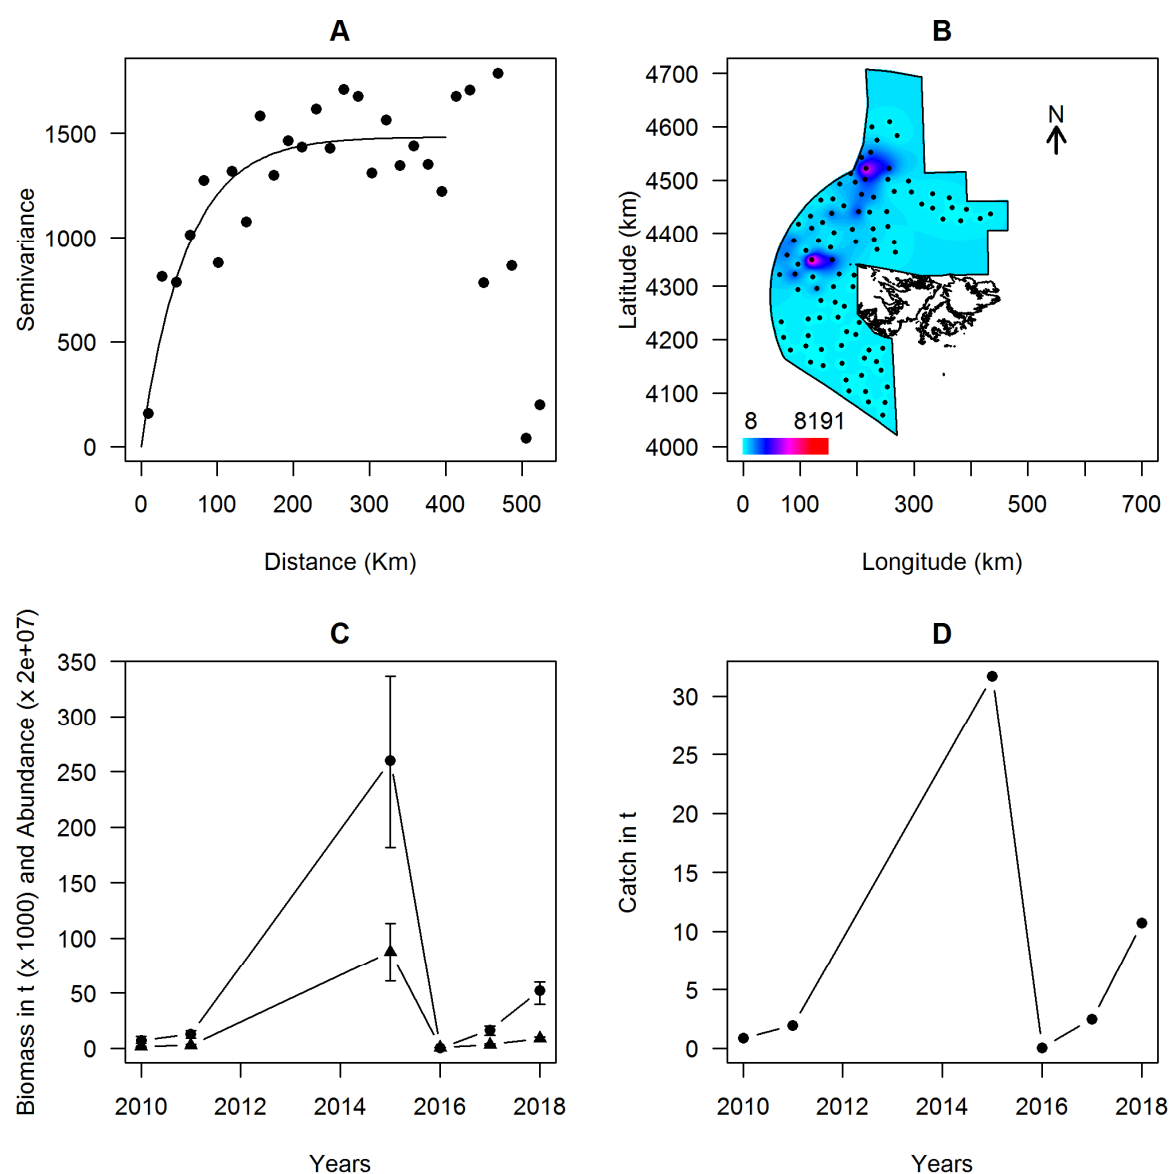 A
Semivariance
1500
1000
500
0
0 100 200 300 400 500
Distance (Km)
B
Latitude (km)
4700
4600
4500
4400
4300
4200
4100
4000
N
8 8191
0 100 300 500 700
Longitude (km)
C
Biomass in t (x 1000) and Abundance (x 2e+07)
350
300
250
200
150
100
50
0
2010 2012 2014 2016 2018
Years
D
Catch in t
30
25
20
15
10
5
0
2010 2012 2014 2016 2018
Years